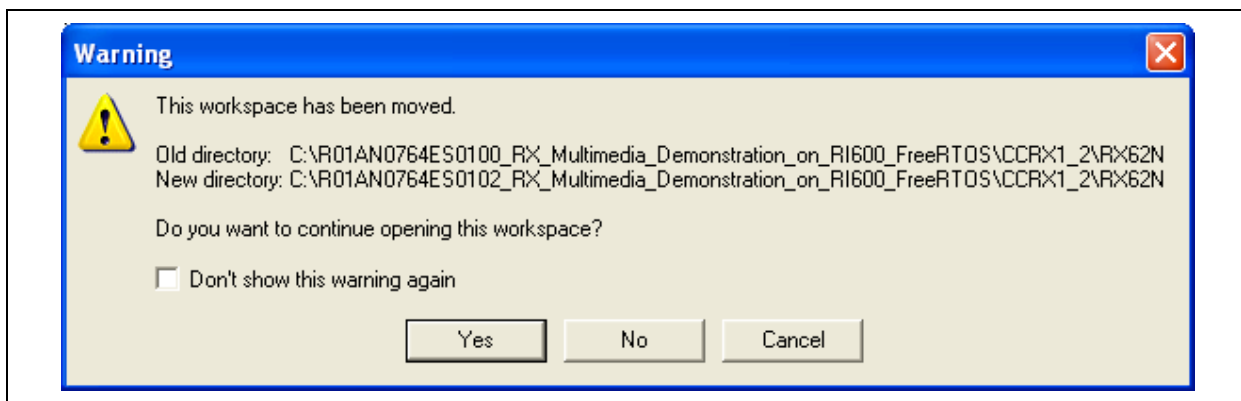 Warning
This workspace has been moved.
Old directory: C:\R01AN0764ES0100_RX_Multimedia_Demonstration_on_RI600_FreeRTOS\CCRX1_2\RX62N
New directory: C:\R01AN0764ES0102_RX_Multimedia_Demonstration_on_RI600_FreeRTOS\CCRX1_2\RX62N
Do you want to continue opening this workspace?
Don't show this warning again
Yes No Cancel